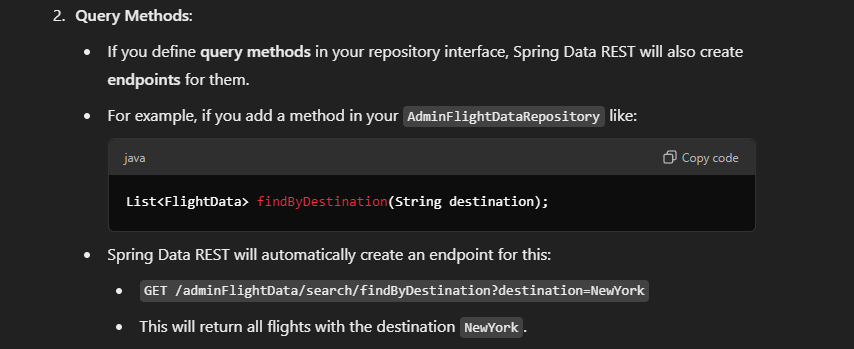 2. Query Methods:
• If you define query methods in your repository interface, Spring Data REST will also create
endpoints for them.
• For example, if you add a method in your AdminFlightDataRepository like:
java Copy code
List<FlightData> findByDestination(String destination);
• Spring Data REST will automatically create an endpoint for this:
• GET /adminFlightData/search/findByDestination?destination=NewYork
• This will return all flights with the destination NewYork.